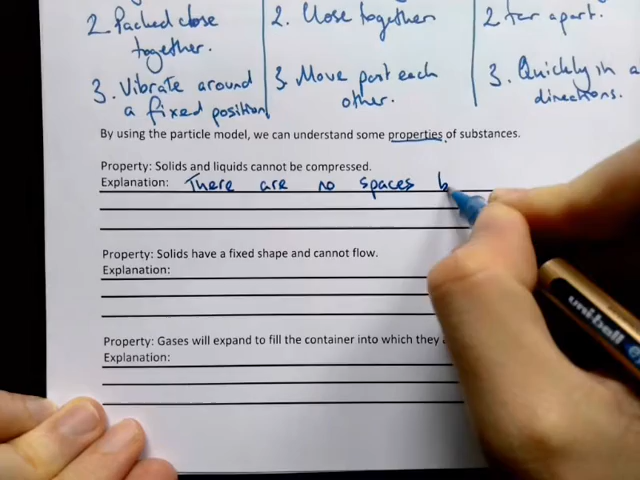 2. Packed close together.
2. Close together
2 far apart.
3. Vibrate around a fixed position
3. Move past each other.
3. Quickly in a directions.
By using the particle model, we can understand some properties of substances.
Property: Solids and liquids cannot be compressed.
Explanation: There are no spaces b
Property: Solids have a fixed shape and cannot flow.
Explanation:
Property: Gases will expand to fill the container into which they
Explanation:
uni-ball